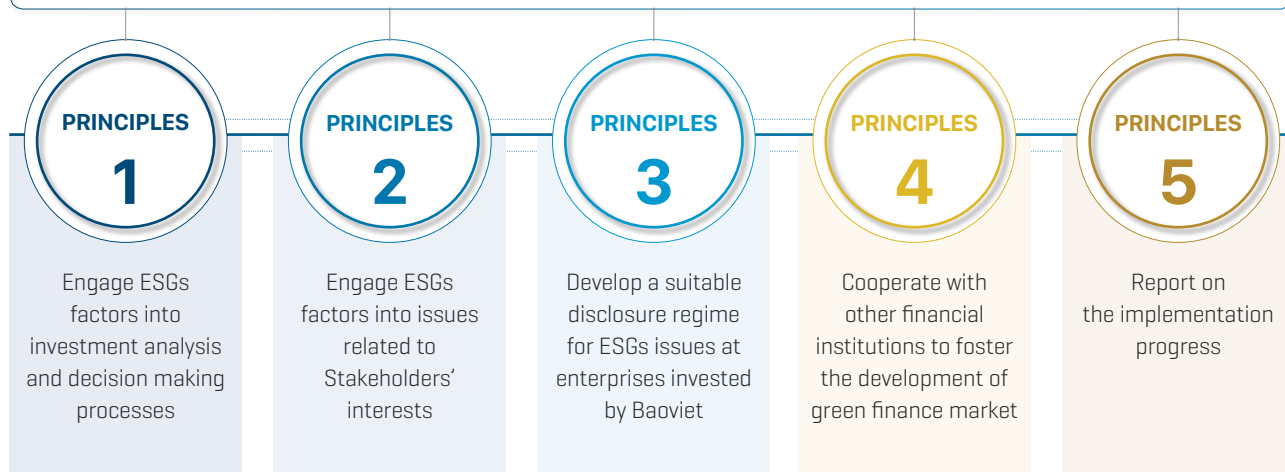 PRINCIPLES
1
Engage ESGs
factors into
investment analysis
and decision making
processes
PRINCIPLES
2
Engage ESGs
factors into issues
related to
Stakeholders'
interests
PRINCIPLES
3
Develop a suitable
disclosure regime
for ESGs issues at
enterprises invested
by Baoviet
PRINCIPLES
4
Cooperate with
other financial
institutions to foster
the development of
green finance market
PRINCIPLES
5
Report on
the implementation
progress